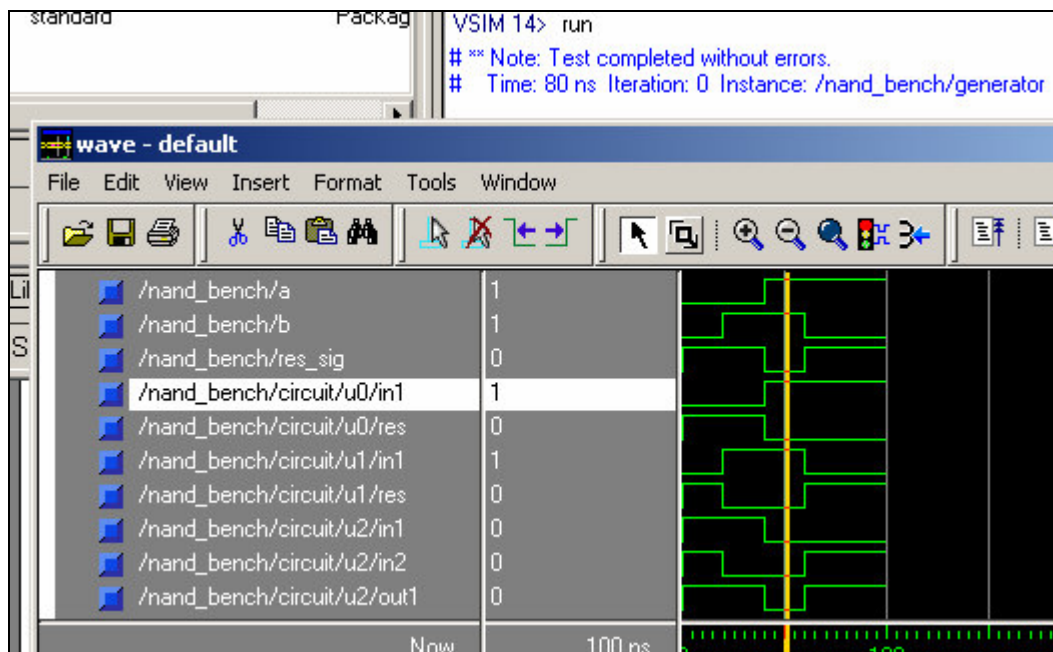 standard Packag
VSIM 14> run
# ** Note: Test completed without errors.
# Time: 80 ns Iteration: 0 Instance: /nand_bench/generator
wave - default
File Edit View Insert Format Tools Window
Lil
S
/nand_bench/a 1
/nand_bench/b 1
/nand_bench/res_sig 0
/nand_bench/circuit/u0/in1 1
/nand_bench/circuit/u0/res 0
/nand_bench/circuit/u1/in1 1
/nand_bench/circuit/u1/res 0
/nand_bench/circuit/u2/in1 0
/nand_bench/circuit/u2/in2 0
/nand_bench/circuit/u2/out1 0
Now 100 ns 100